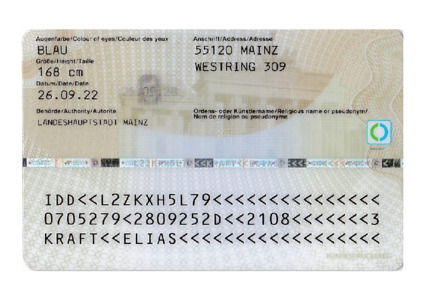 Augenfarbe/Colour of eyes/Couleur des yeux
BLAU
Größe/Height/Taille
168 cm
Datum/Date/Date
26.09.22
Behörde/Authority/Autorité
LANDESHAUPTSTADT MAINZ
Anschrift/Address/Adresse
55120 MAINZ
WESTRING 309
Ordens- oder Künstlername/Religious name or pseudonym/
Nom de religion ou pseudonyme
IDD<<L2ZKXH5L79<<<<<<<<<<<<<<<
0705279<2809252D<<2108<<<<<<<3
KRAFT<<ELIAS<<<<<<<<<<<<<<<<<<